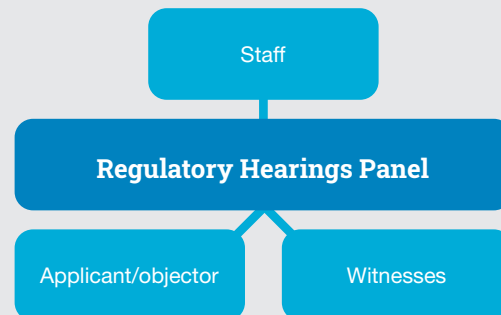 Staff
Regulatory Hearings Panel
Applicant/objector
Witnesses